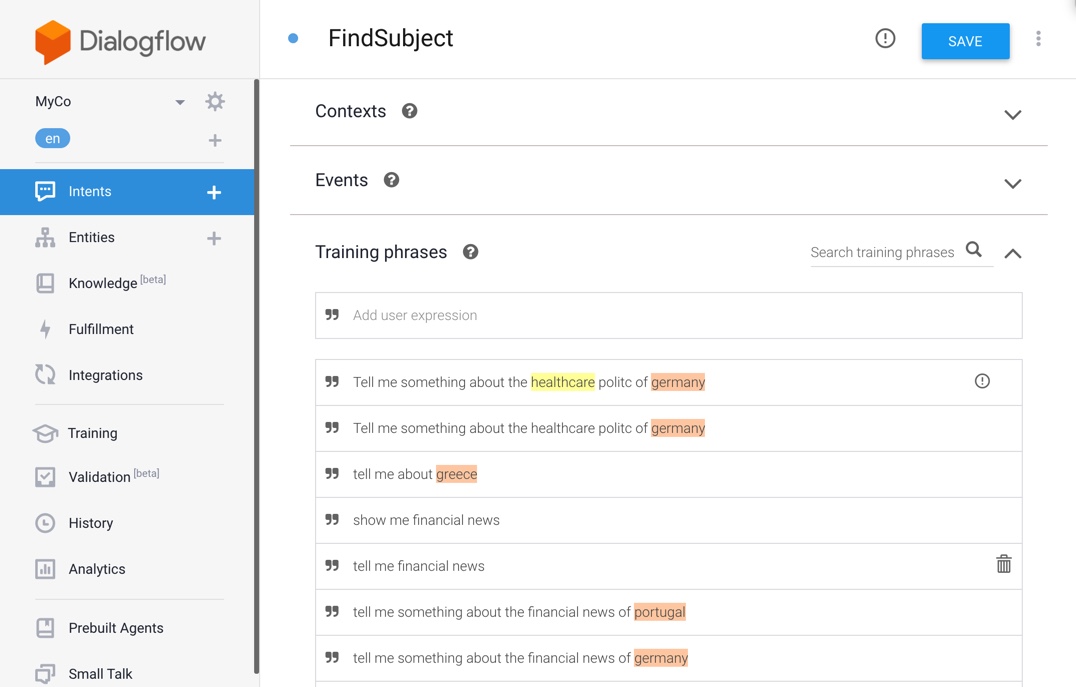 Dialogflow
MyCo
en
Intents
Entities
Knowledge [beta]
Fulfillment
Integrations
Training
Validation [beta]
History
Analytics
Prebuilt Agents
Small Talk
FindSubject
SAVE
Contexts
Events
Training phrases
Search training phrases
Add user expression
Tell me something about the healthcare politc of germany
Tell me something about the healthcare politc of germany
tell me about greece
show me financial news
tell me financial news
tell me something about the financial news of portugal
tell me something about the financial news of germany